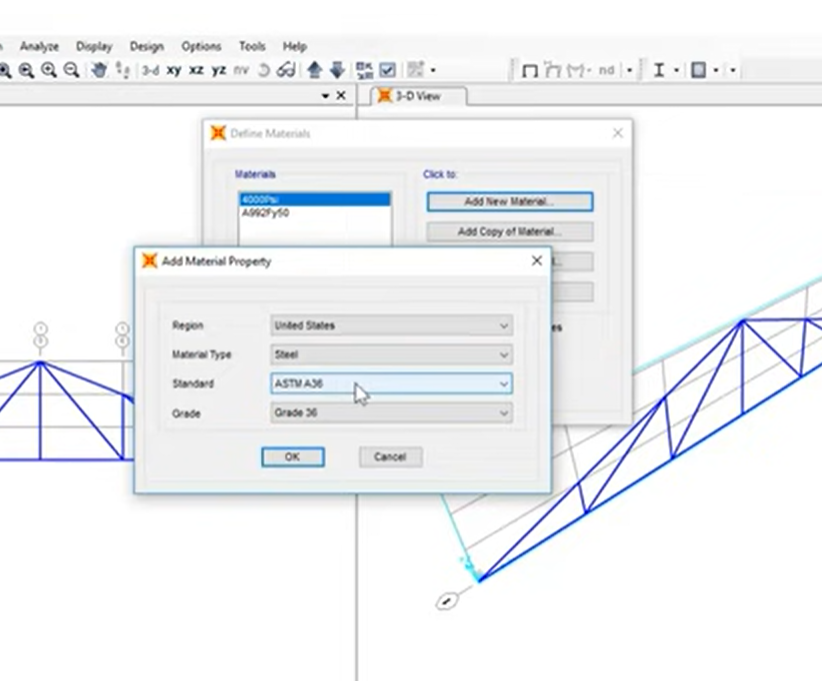 Analyze Display Design Options Tools Help
3-d xy xz yz nv nd
3-D View
Define Materials
Materials
Click to:
4000Psi
A992Fy50
Add New Material...
Add Copy of Material...
Add Material Property
Region United States
Material Type Steel
Standard ASTM A36
Grade Grade 36
OK Cancel